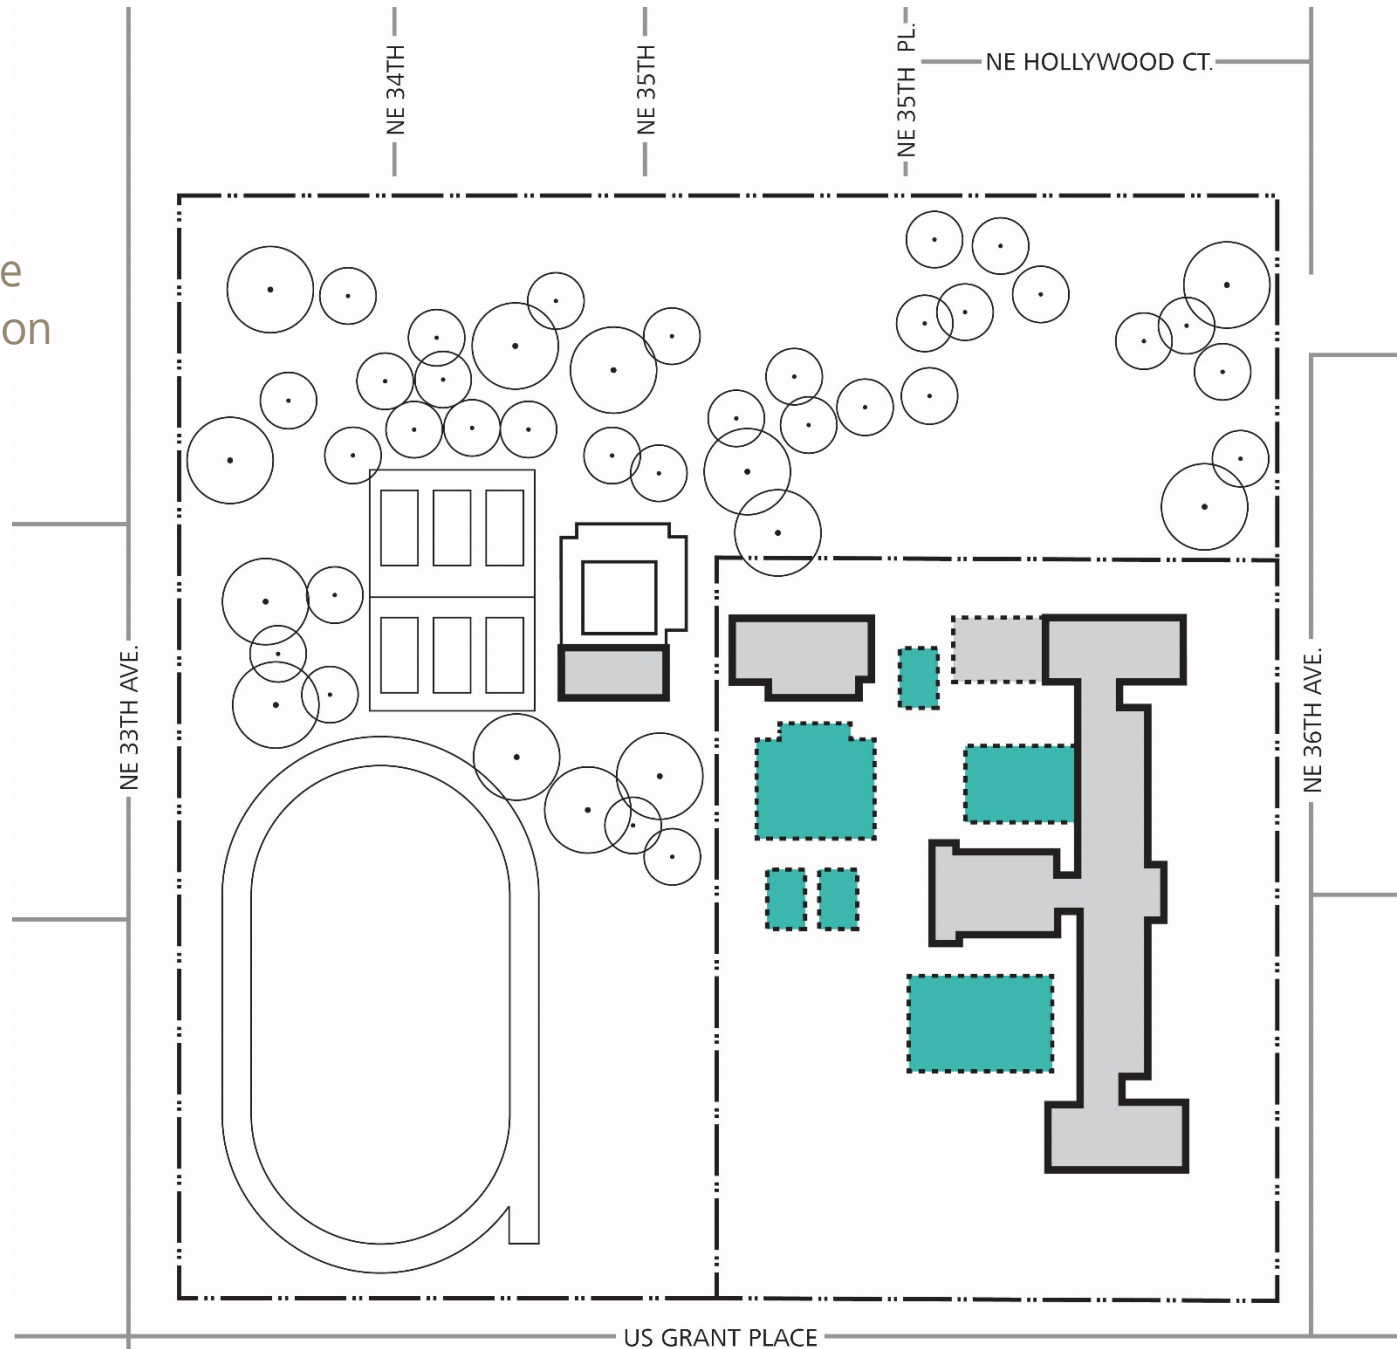 NE 34TH
NE 35TH
NE 35TH PL.
NE HOLLYWOOD CT.
e
on
NE 33TH AVE.
NE 36TH AVE.
US GRANT PLACE